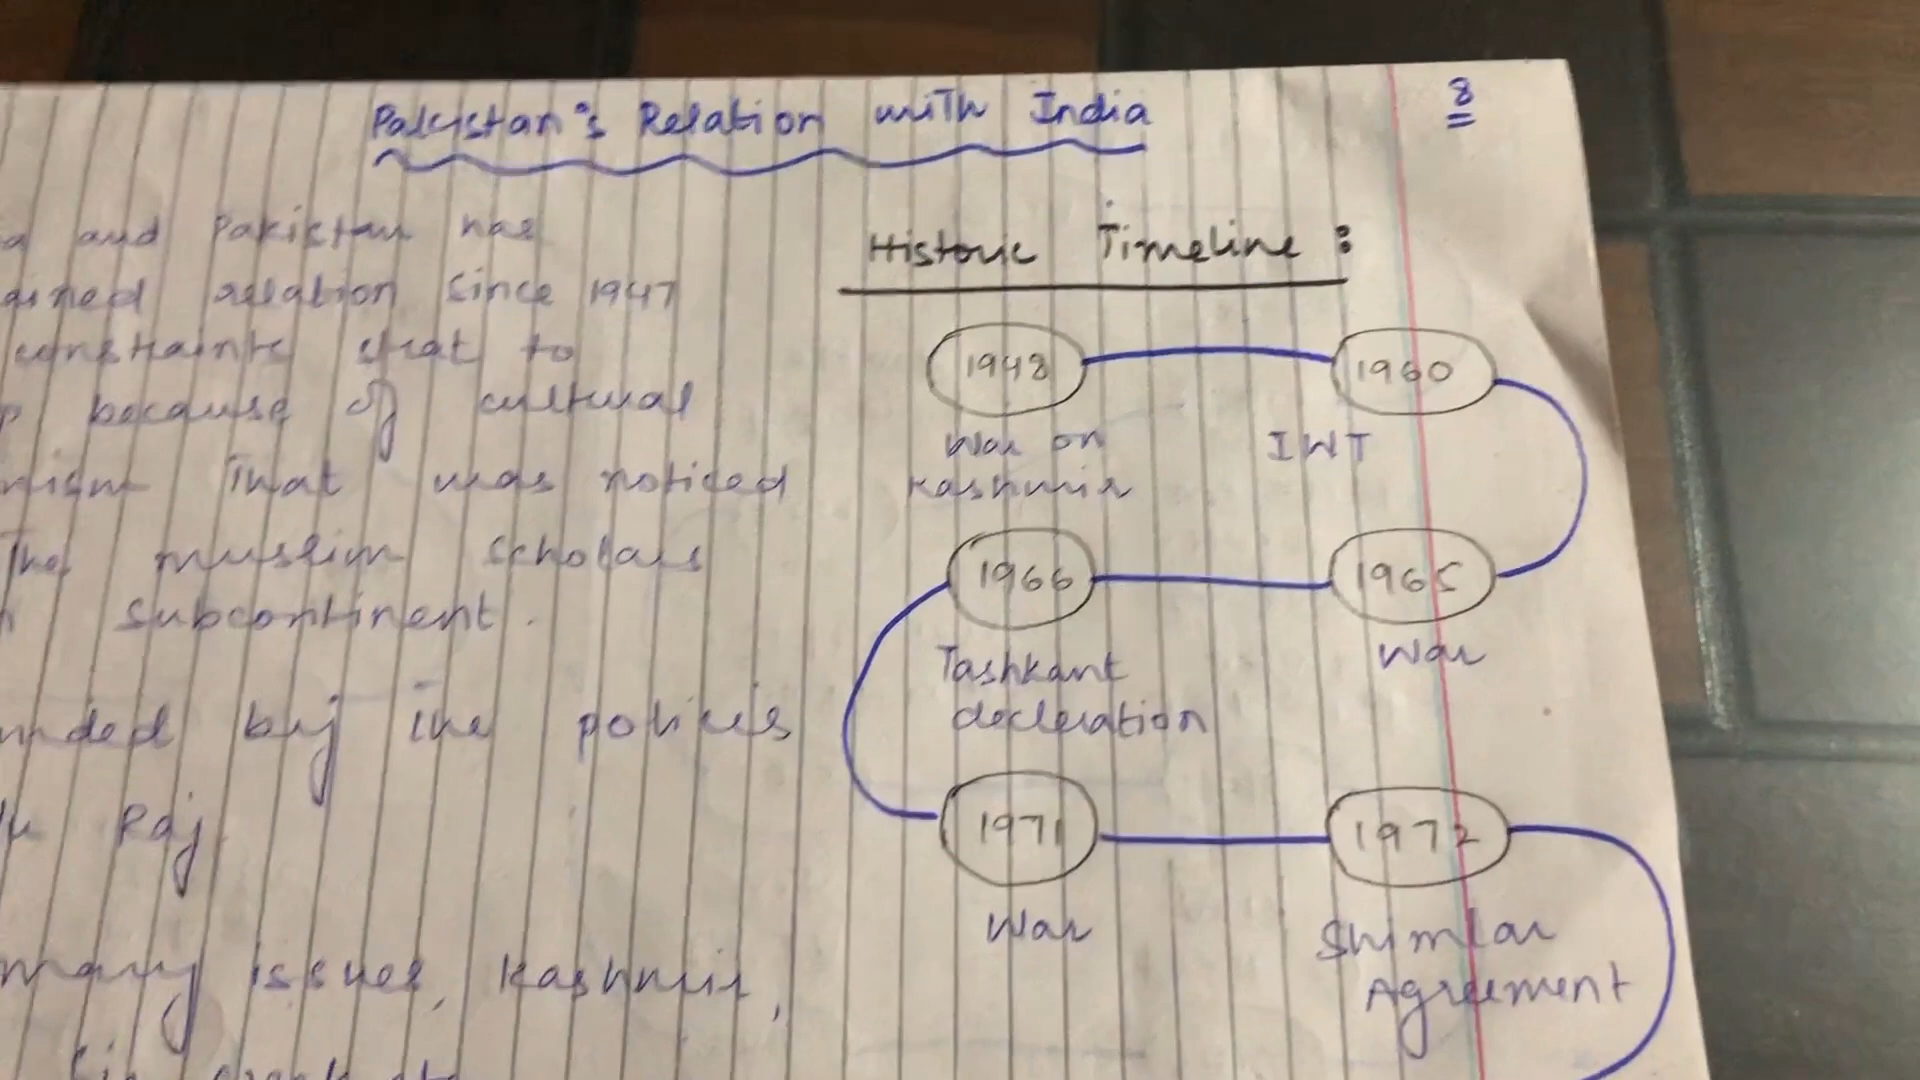 Pakistan's Relation with India
8
and Pakistan has
relation since 1947
constraints that to
because of cultural
that was noticed
The muslim scholars
subcontinent.
by the policies
Raj
many issues, Kashmir,
Historic Timeline :
1948
1960
War on
Kashmir
IWT
1966
1965
Tashkant
decleration
War
1971
1972
War
Shimlar
Agreement